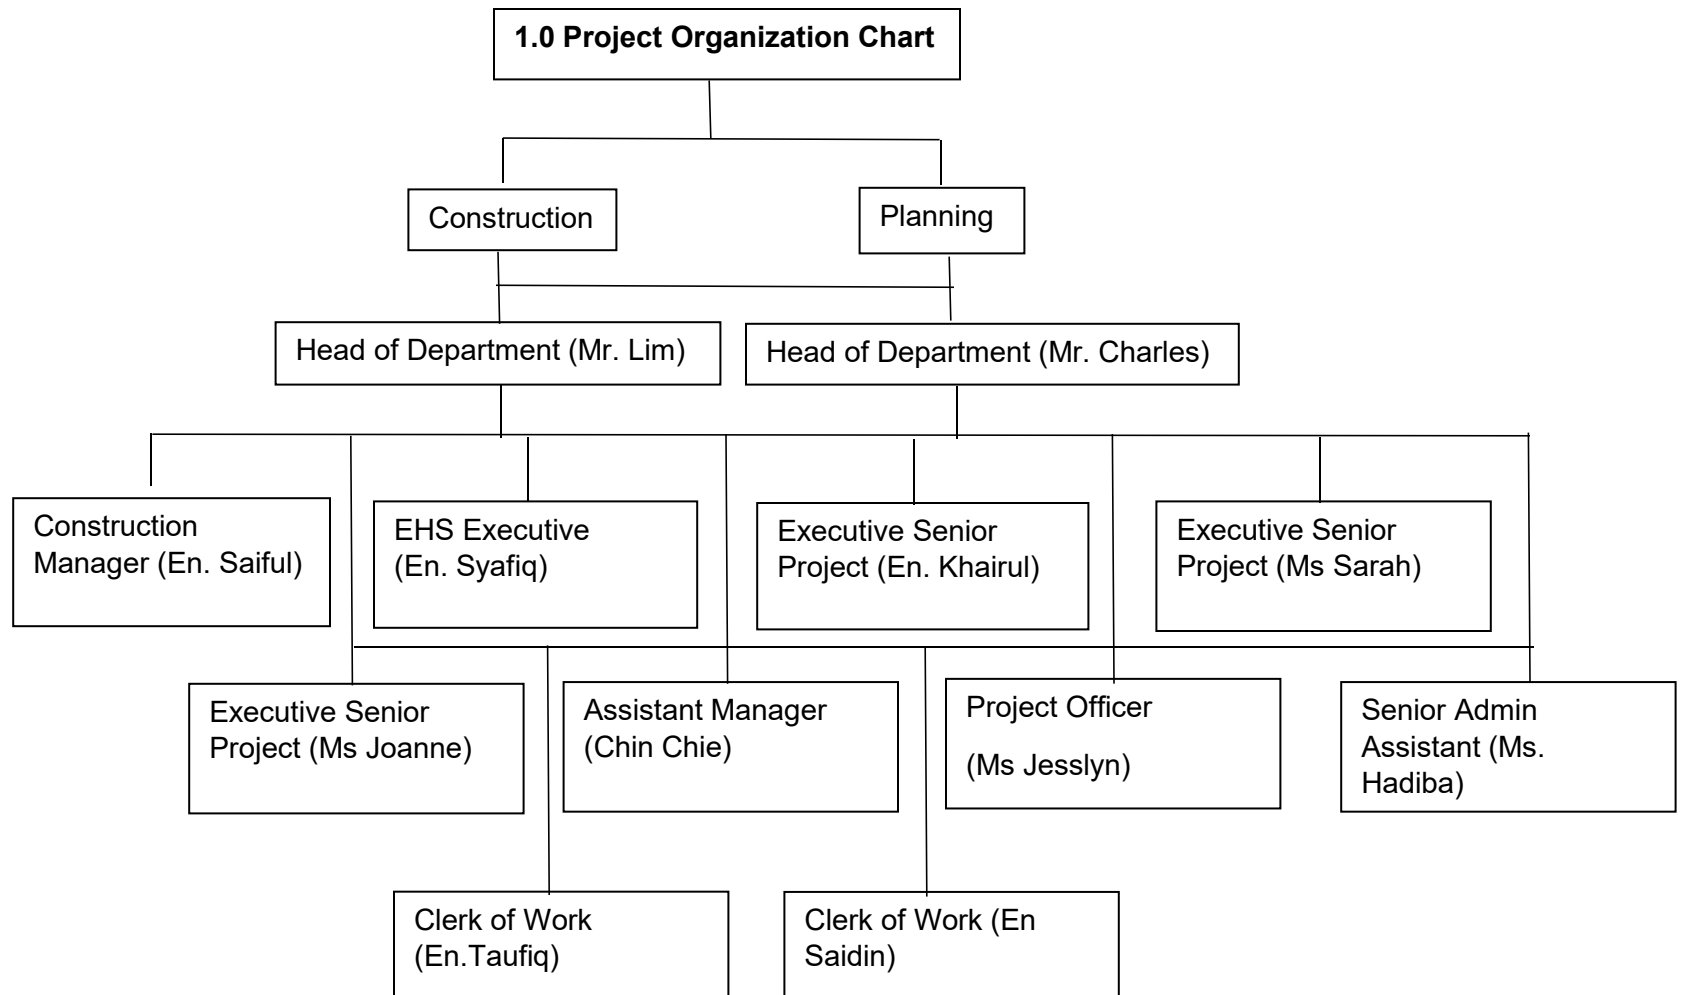 1.0 Project Organization Chart
Construction
Planning
Head of Department (Mr. Lim)
Head of Department (Mr. Charles)
Construction
Manager (En. Saiful)
EHS Executive
(En. Syafiq)
Executive Senior
Project (En. Khairul)
Executive Senior
Project (Ms Sarah)
Executive Senior
Project (Ms Joanne)
Assistant Manager
(Chin Chie)
Project Officer
(Ms Jesslyn)
Senior Admin
Assistant (Ms.
Hadiba)
Clerk of Work
(En.Taufiq)
Clerk of Work (En
Saidin)